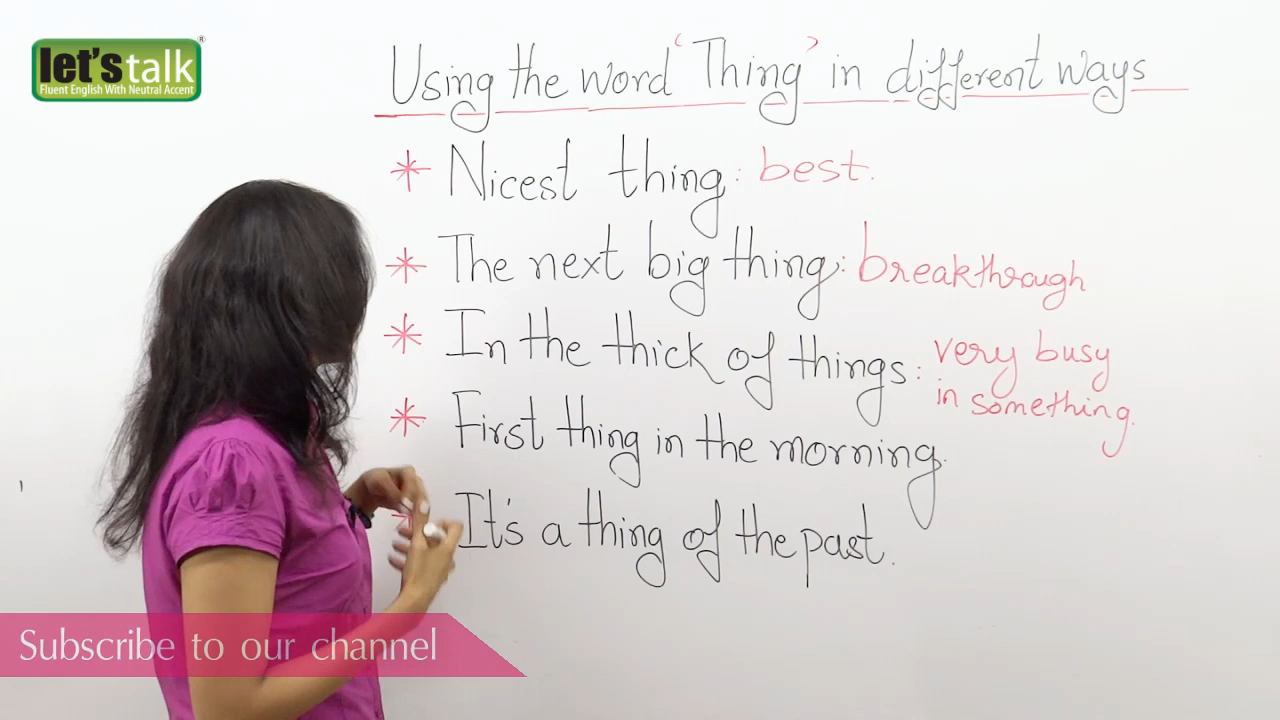 let's talk ®
Fluent English With Neutral Accent
Using the word 'Thing' in different ways
* Nicest thing: best.
* The next big thing: breakthrough
* In the thick of things: very busy
in something.
* First thing in the morning.
It's a thing of the past.
Subscribe to our channel